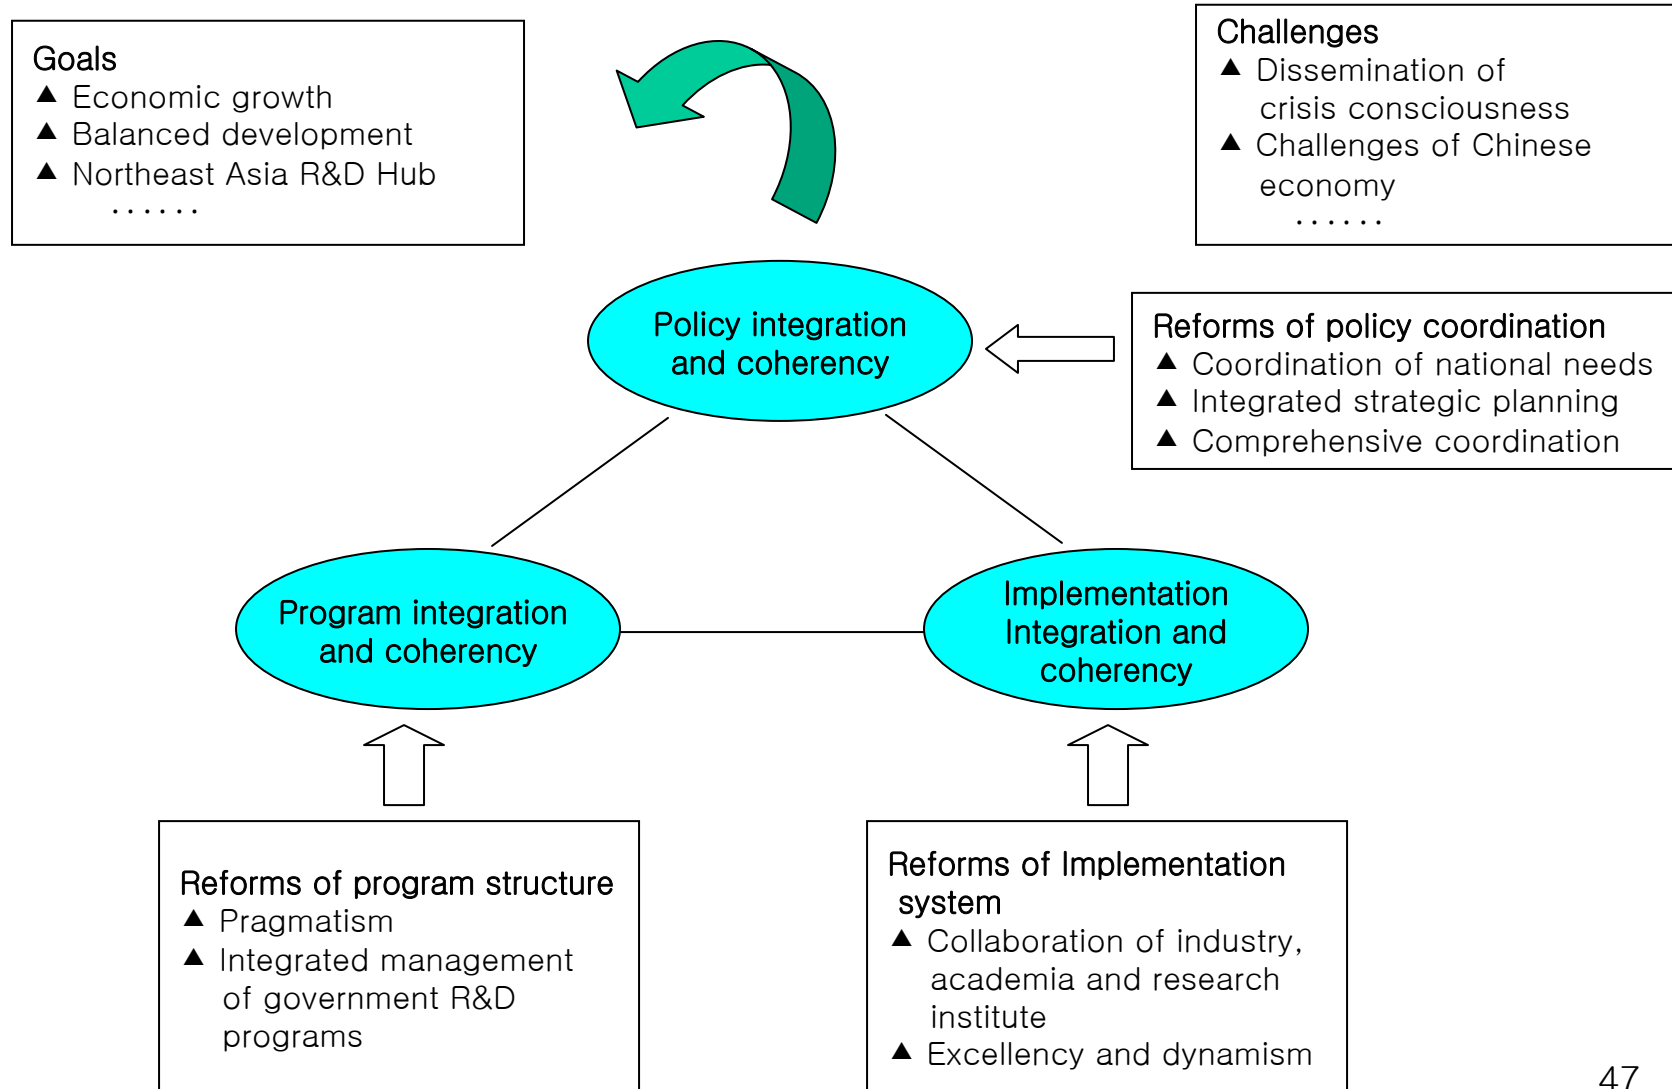 Goals
▲ Economic growth
▲ Balanced development
▲ Northeast Asia R&D Hub
......
Challenges
▲ Dissemination of
crisis consciousness
▲ Challenges of Chinese
economy
......
Policy integration
and coherency
Reforms of policy coordination
▲ Coordination of national needs
▲ Integrated strategic planning
▲ Comprehensive coordination
Program integration
and coherency
Implementation
Integration and
coherency
Reforms of program structure
▲ Pragmatism
▲ Integrated management
of government R&D
programs
Reforms of Implementation
system
▲ Collaboration of industry,
academia and research
institute
▲ Excellency and dynamism
47